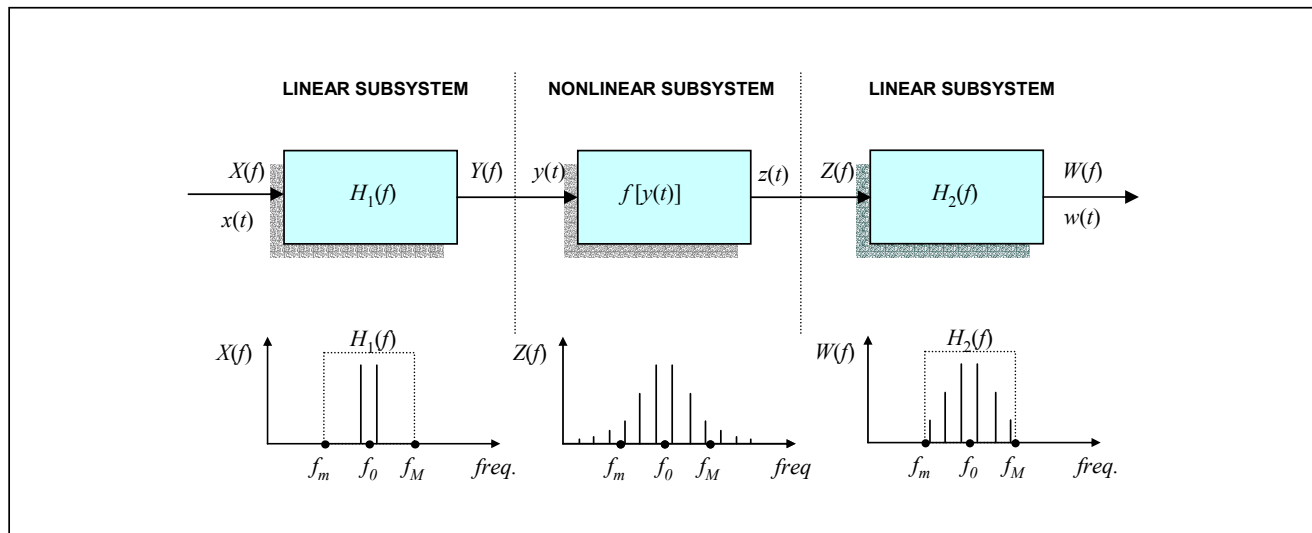 LINEAR SUBSYSTEM
NONLINEAR SUBSYSTEM
LINEAR SUBSYSTEM
X(f)
x(t)
H1(f)
Y(f)
y(t)
f [y(t)]
z(t)
Z(f)
H2(f)
W(f)
w(t)
X(f)
H1(f)
fm
f0
fM
freq.
Z(f)
fm
f0
fM
freq
W(f)
H2(f)
fm
f0
fM
freq.